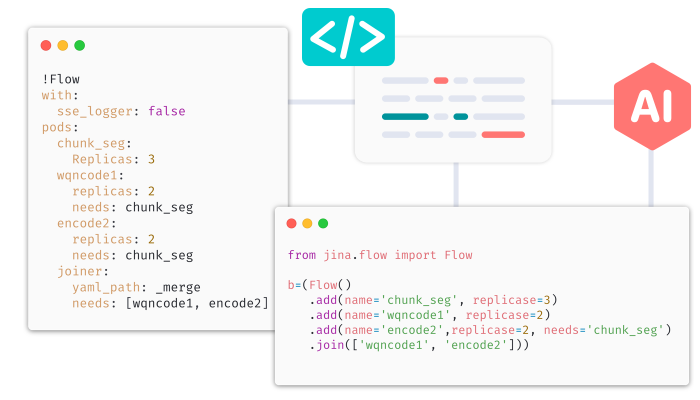 </>
!Flow
with:
  sse_logger: false
pods:
  chunk_seg:
    Replicas: 3
  wqncode1:
    replicas: 2
    needs: chunk_seg
  encode2:
    replicas: 2
    needs: chunk_seg
  joiner:
    yaml_path: _merge
    needs: [wqncode1, encode2]
AI
from jina.flow import Flow
b=(Flow()
   .add(name='chunk_seg', replicase=3)
   .add(name='wqncode1', replicase=2)
   .add(name='encode2',replicase=2, needs='chunk_seg')
   .join(['wqncode1', 'encode2']))